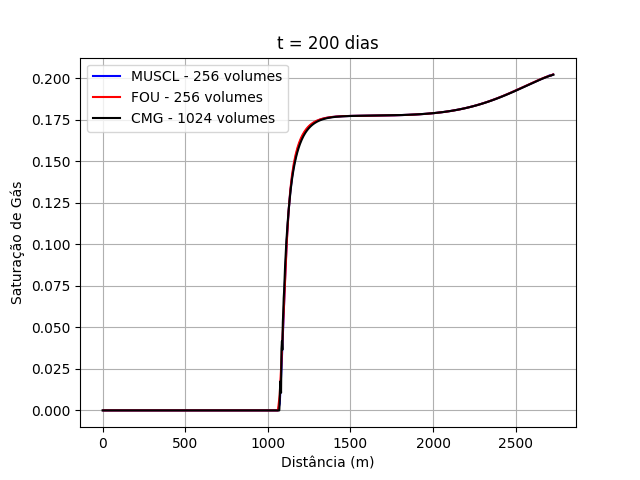 t = 200 dias
MUSCL - 256 volumes
FOU - 256 volumes
CMG - 1024 volumes
Saturação de Gás
0.200
0.175
0.150
0.125
0.100
0.075
0.050
0.025
0.000
0 500 1000 1500 2000 2500
Distância (m)